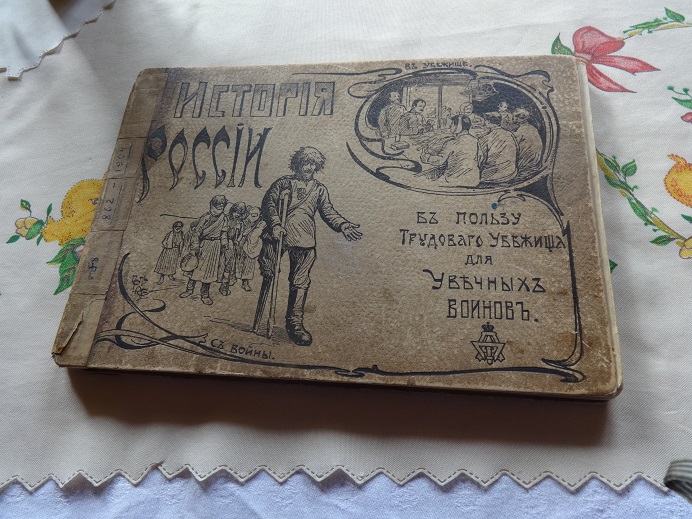 ИСТОРІЯ
РОССІИ
ВЪ УБѢЖИЩѢ
ВЪ ПОЛЬЗУ
ТРУДОВАГО УБѢЖИЩА
ДЛЯ
УВѢЧНЫХЪ
ВОИНОВЪ.
СЪ ВОЙНЫ.